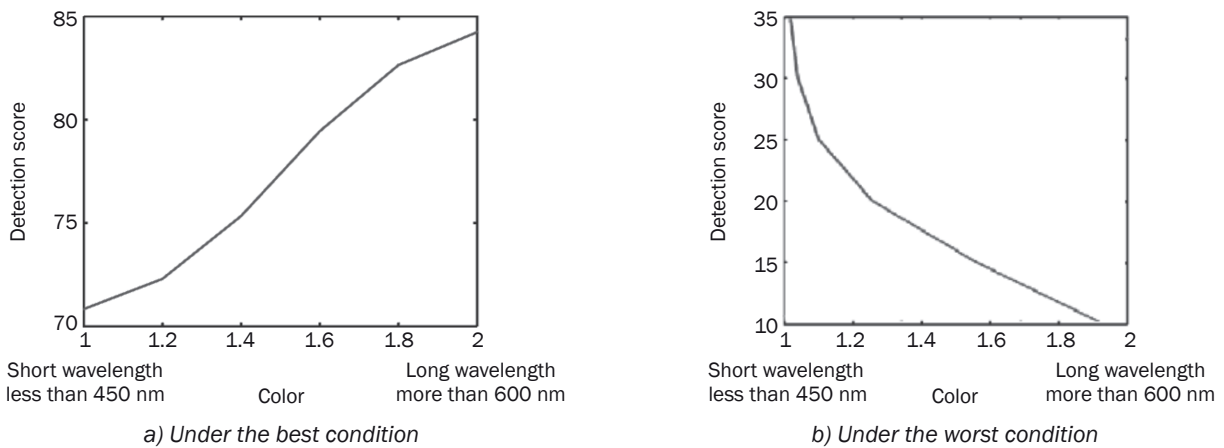 85
80
75
70
Detection score
1 1.2 1.4 1.6 1.8 2
Short wavelength
less than 450 nm
Color
Long wavelength
more than 600 nm
a) Under the best condition
35
30
25
20
15
10
Detection score
1 1.2 1.4 1.6 1.8 2
Short wavelength
less than 450 nm
Color
Long wavelength
more than 600 nm
b) Under the worst condition